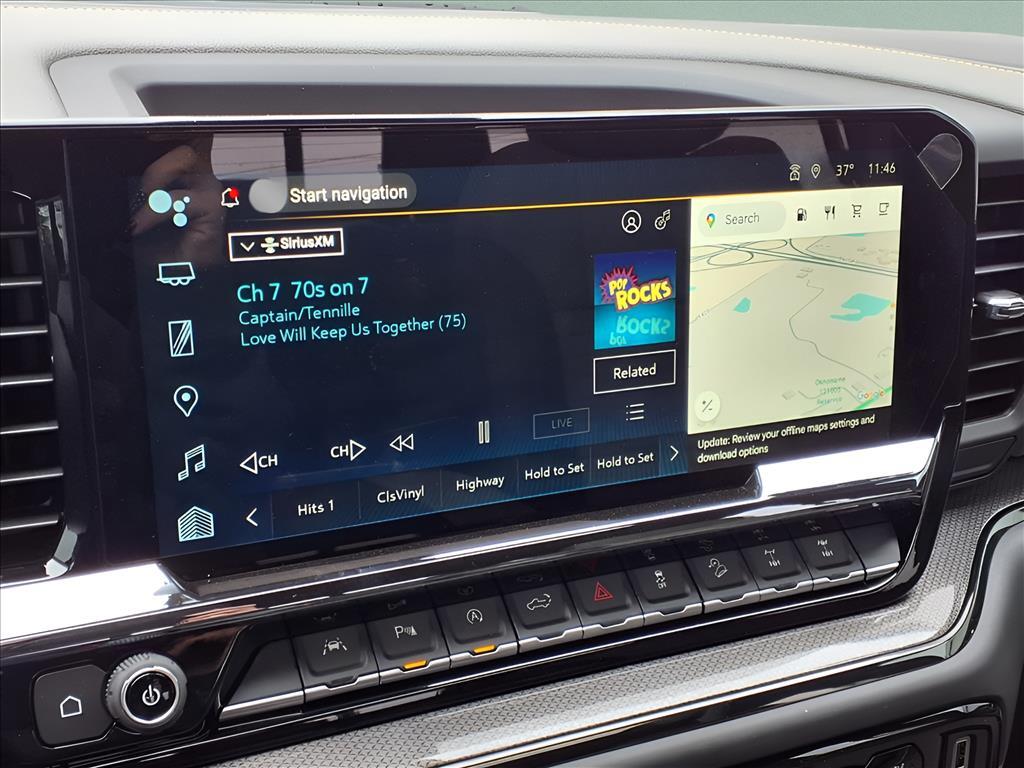 Start navigation
37° 11:46
SiriusXM
Search
Ch 7 70s on 7
Captain/Tennille
Love Will Keep Us Together (75)
POP
ROCKS
Related
Google
LIVE
CH
CH
Update: Review your offline maps settings and
download options
Hits 1
ClsVinyl
Highway
Hold to Set
Hold to Set
P
A